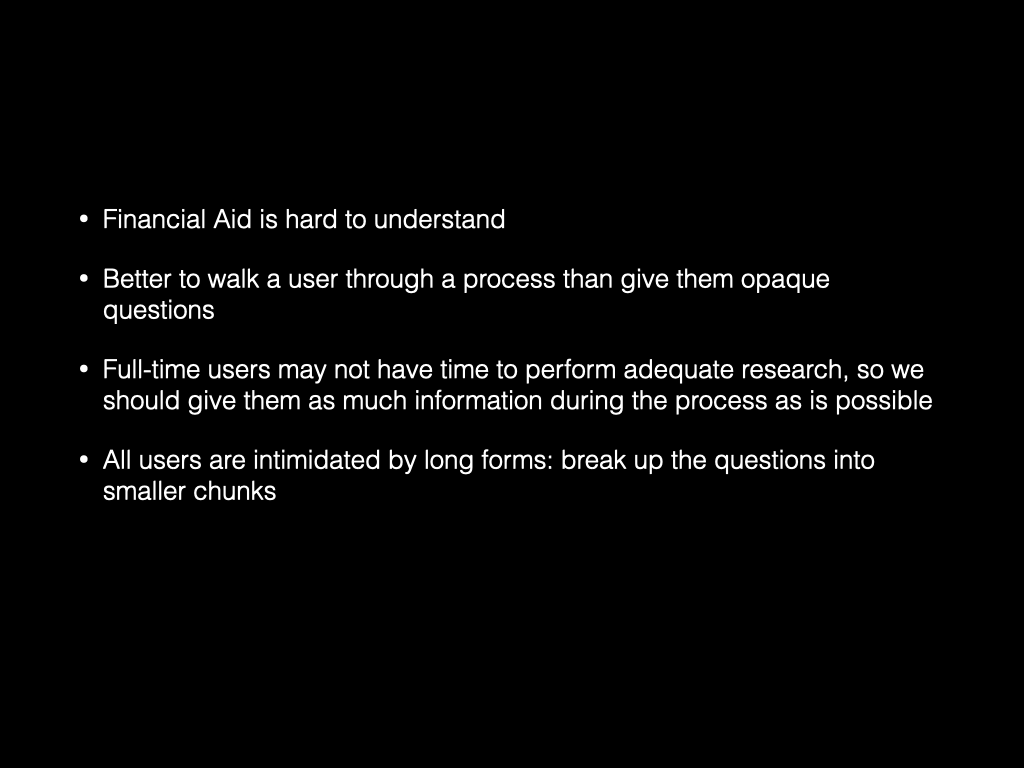 • Financial Aid is hard to understand
• Better to walk a user through a process than give them opaque
questions
• Full-time users may not have time to perform adequate research, so we
should give them as much information during the process as is possible
• All users are intimidated by long forms: break up the questions into
smaller chunks